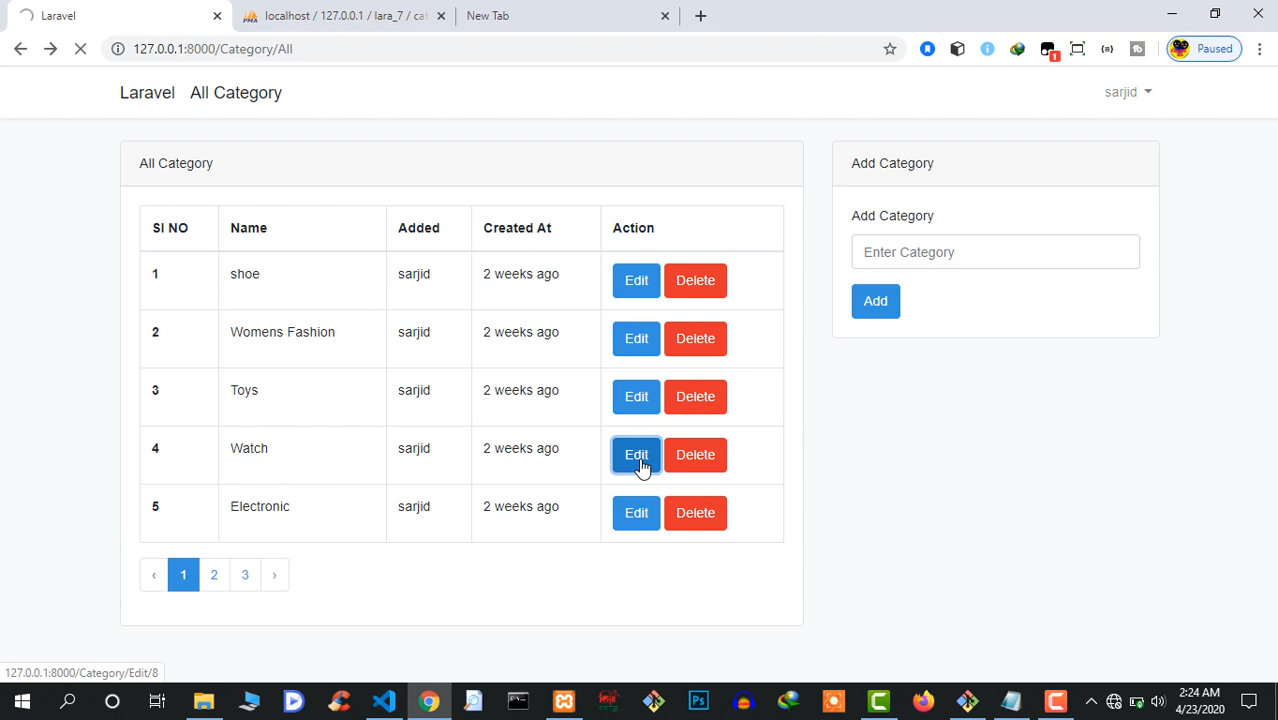 Laravel
localhost / 127.0.0.1 / lara_7 / cat
New Tab
127.0.0.1:8000/Category/All
1
Paused
Laravel All Category
sarjid
All Category
Sl NO Name Added Created At Action
1 shoe sarjid 2 weeks ago Edit Delete
2 Womens Fashion sarjid 2 weeks ago Edit Delete
3 Toys sarjid 2 weeks ago Edit Delete
4 Watch sarjid 2 weeks ago Edit Delete
5 Electronic sarjid 2 weeks ago Edit Delete
‹ 1 2 3 ›
Add Category
Add Category
Enter Category
Add
127.0.0.1:8000/Category/Edit/8
2:24 AM
4/23/2020